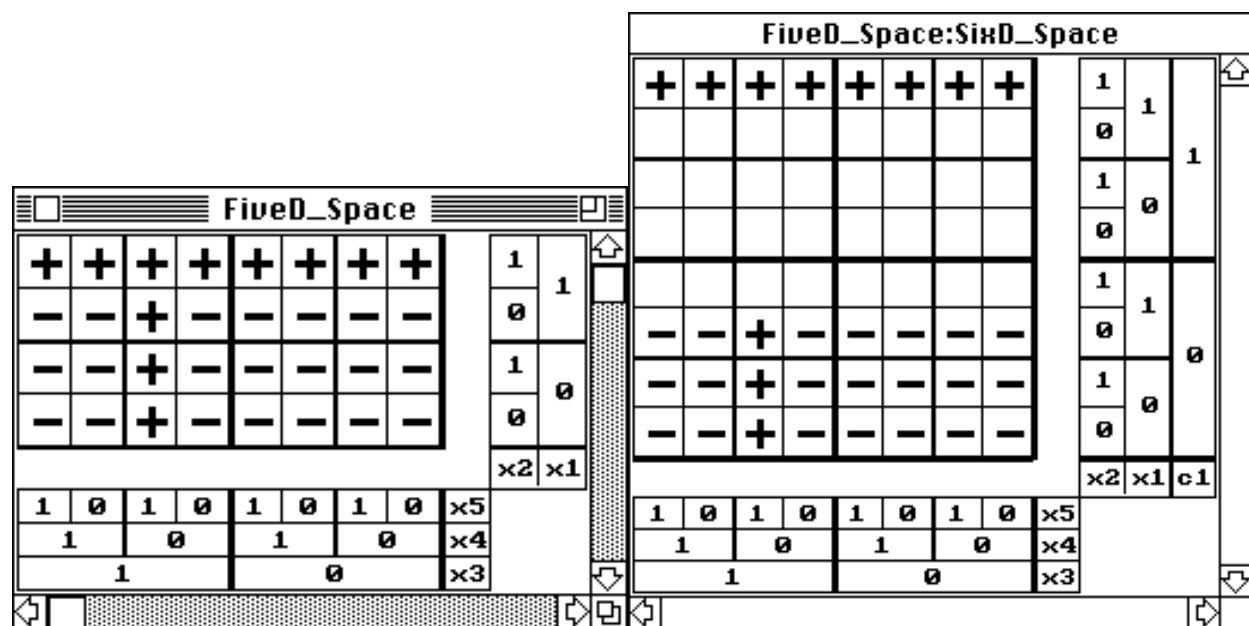 FiveD_Space
+ + + + + + + +
− − + − − − − −
− − + − − − − −
− − + − − − − −
1
0
1
0
1
0
x2 x1
1 0 1 0 1 0 1 0 x5
1 0 1 0 x4
1 0 x3
FiveD_Space:SixD_Space
+ + + + + + + +
− − + − − − − −
− − + − − − − −
− − + − − − − −
1
0
1
0
1
0
1
0
1
0
1
0
1
0
x2 x1 c1
1 0 1 0 1 0 1 0 x5
1 0 1 0 x4
1 0 x3